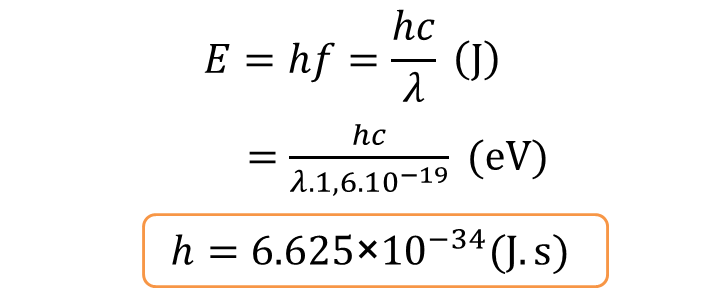 E = hf = hc/λ (J)
= hc/λ.1,6.10⁻¹⁹ (eV)
h = 6.625×10⁻³⁴(J.s)